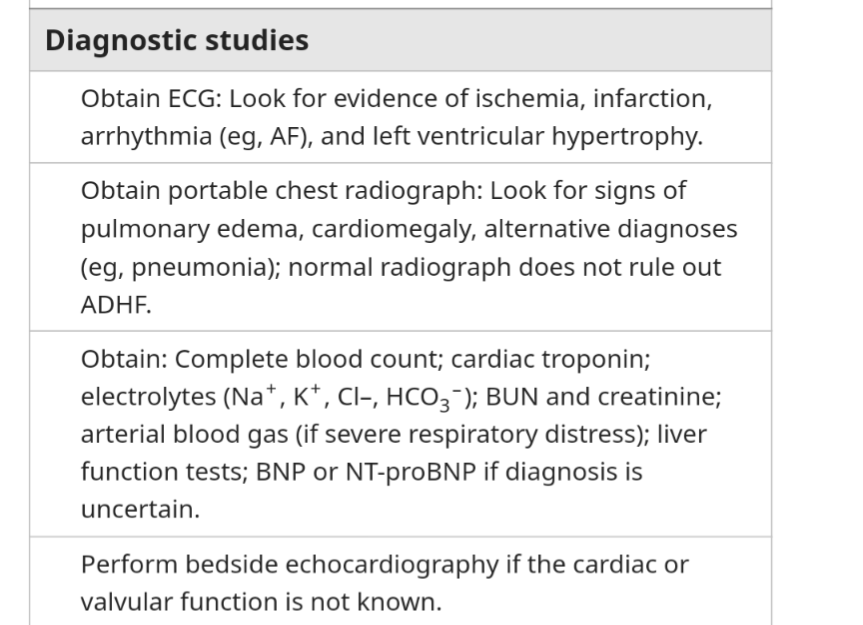 Diagnostic studies
Obtain ECG: Look for evidence of ischemia, infarction,
arrhythmia (eg, AF), and left ventricular hypertrophy.
Obtain portable chest radiograph: Look for signs of
pulmonary edema, cardiomegaly, alternative diagnoses
(eg, pneumonia); normal radiograph does not rule out
ADHF.
Obtain: Complete blood count; cardiac troponin;
electrolytes (Na⁺, K⁺, Cl–, HCO₃⁻); BUN and creatinine;
arterial blood gas (if severe respiratory distress); liver
function tests; BNP or NT-proBNP if diagnosis is
uncertain.
Perform bedside echocardiography if the cardiac or
valvular function is not known.